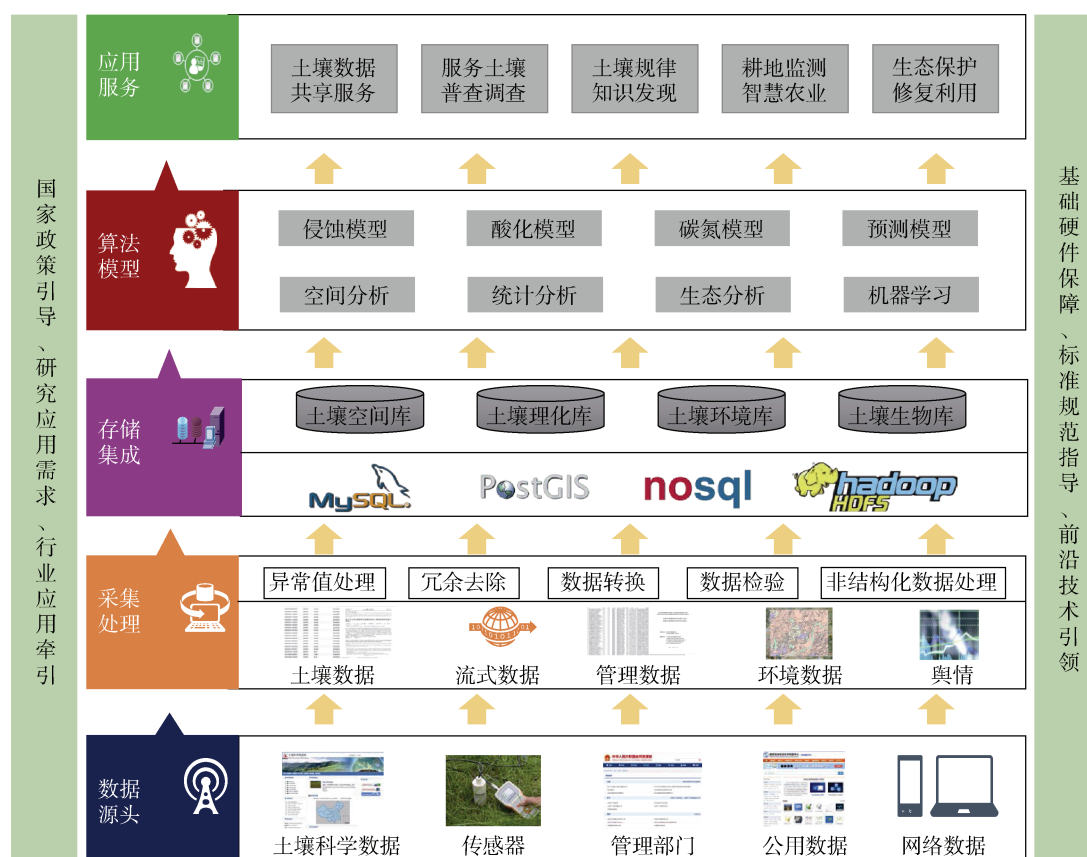 应用
服务
土壤数据
共享服务
服务土壤
普查调查
土壤规律
知识发现
耕地监测
智慧农业
生态保护
修复利用
国家政策引导、研究应用需求、行业应用牵引
基础硬件保障、标准规范指导、前沿技术引领
算法
模型
侵蚀模型
酸化模型
碳氮模型
预测模型
空间分析
统计分析
生态分析
机器学习
存储
集成
土壤空间库
土壤理化库
土壤环境库
土壤生物库
MySQL
PostGIS
nosql
hadoop
HDFS
采集
处理
异常值处理
冗余去除
数据转换
数据检验
非结构化数据处理
土壤数据
流式数据
管理数据
环境数据
舆情
数据
源头
土壤科学数据
传感器
管理部门
公用数据
网络数据